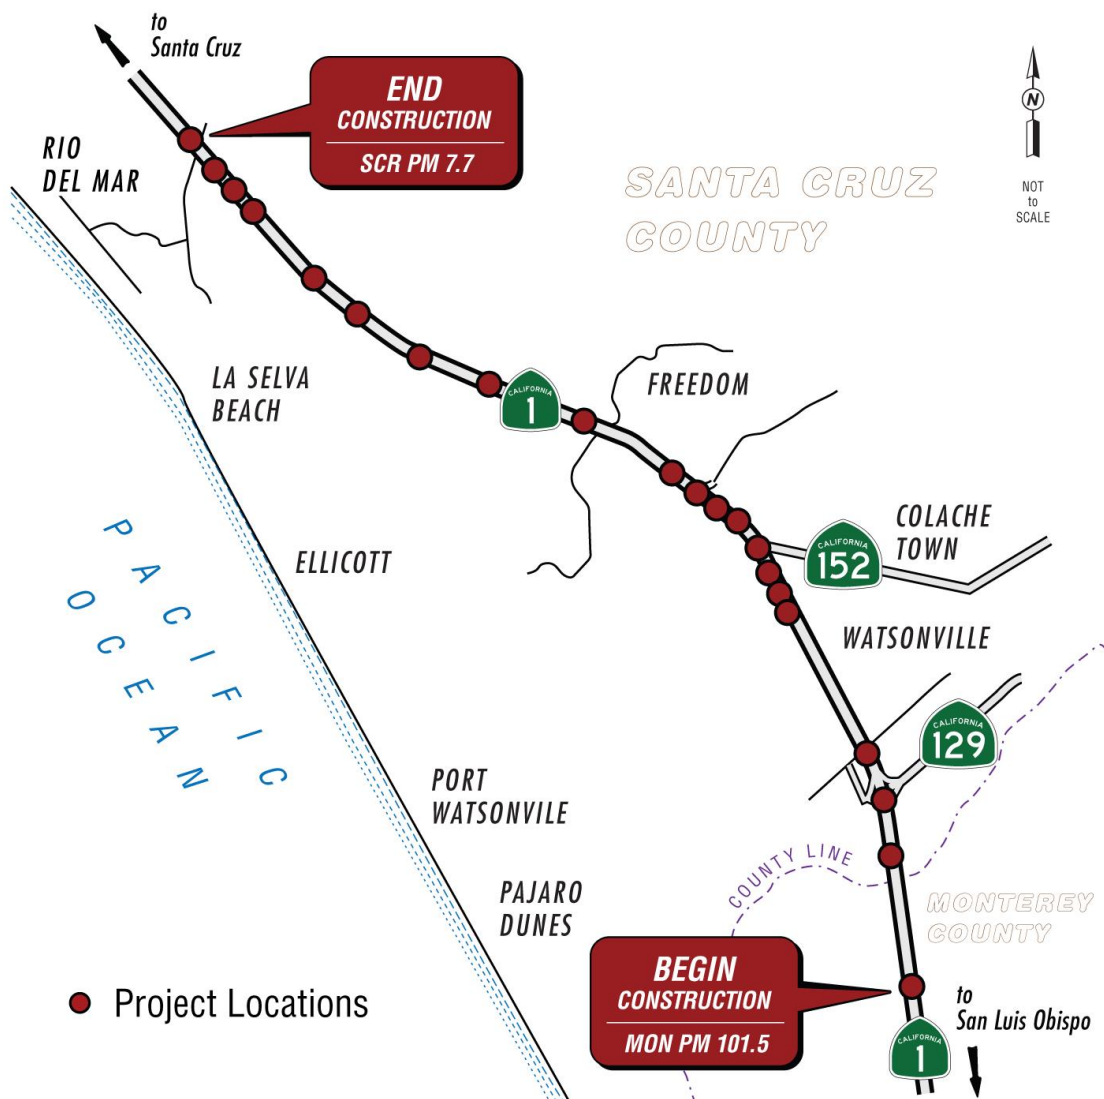 to
Santa Cruz
END
CONSTRUCTION
SCR PM 7.7
N
NOT
to
SCALE
RIO
DEL MAR
SANTA CRUZ
COUNTY
LA SELVA
BEACH
CALIFORNIA
1
FREEDOM
COLACHE
TOWN
CALIFORNIA
152
ELLICOTT
PACIFIC
OCEAN
WATSONVILLE
CALIFORNIA
129
PORT
WATSONVILE
COUNTY LINE
PAJARO
DUNES
MONTEREY
COUNTY
BEGIN
CONSTRUCTION
MON PM 101.5
to
San Luis Obispo
Project Locations
CALIFORNIA
1